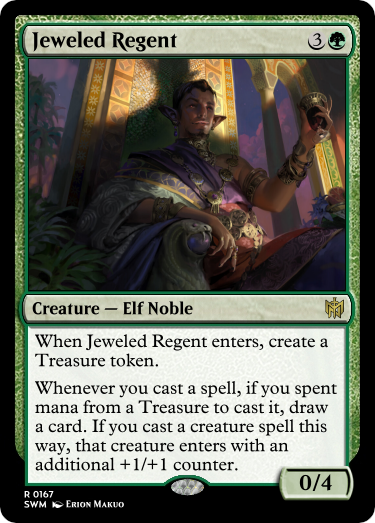 Jeweled Regent 3
Creature — Elf Noble
When Jeweled Regent enters, create a
Treasure token.
Whenever you cast a spell, if you spent
mana from a Treasure to cast it, draw
a card. If you cast a creature spell this
way, that creature enters with an
additional +1/+1 counter.
0/4
R 0167
SWM Erion Makuo